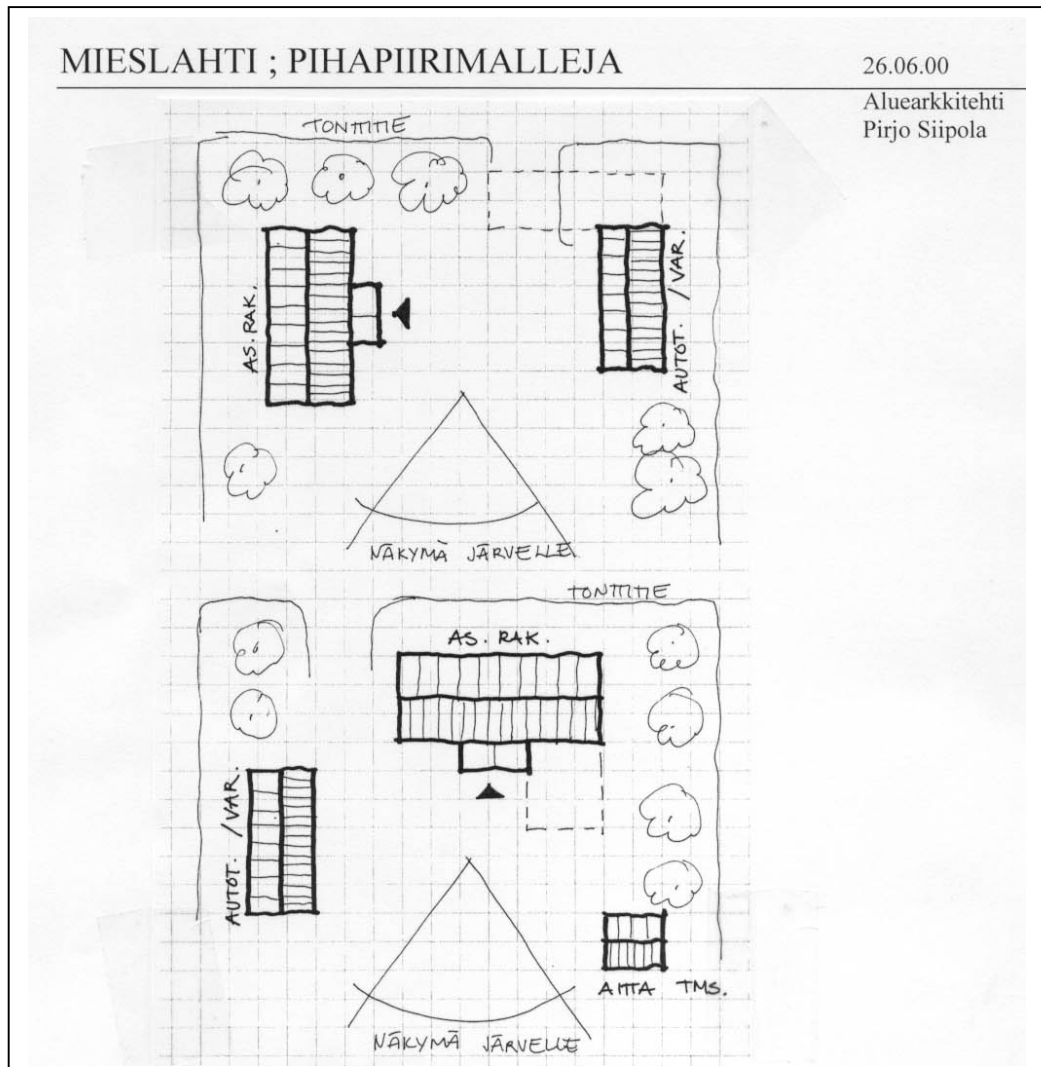 MIESLAHTI ; PIHAPIIRIMALLEJA
26.06.00
Aluearkkitehti
Pirjo Siipola
TONTTITIE
AS. RAK.
AUTOT. /VAR.
NÄKYMÄ JÄRVELLE
TONTTITIE
AS. RAK.
AUTOT. /VAR.
AITTA TMS.
NÄKYMÄ JÄRVELLE